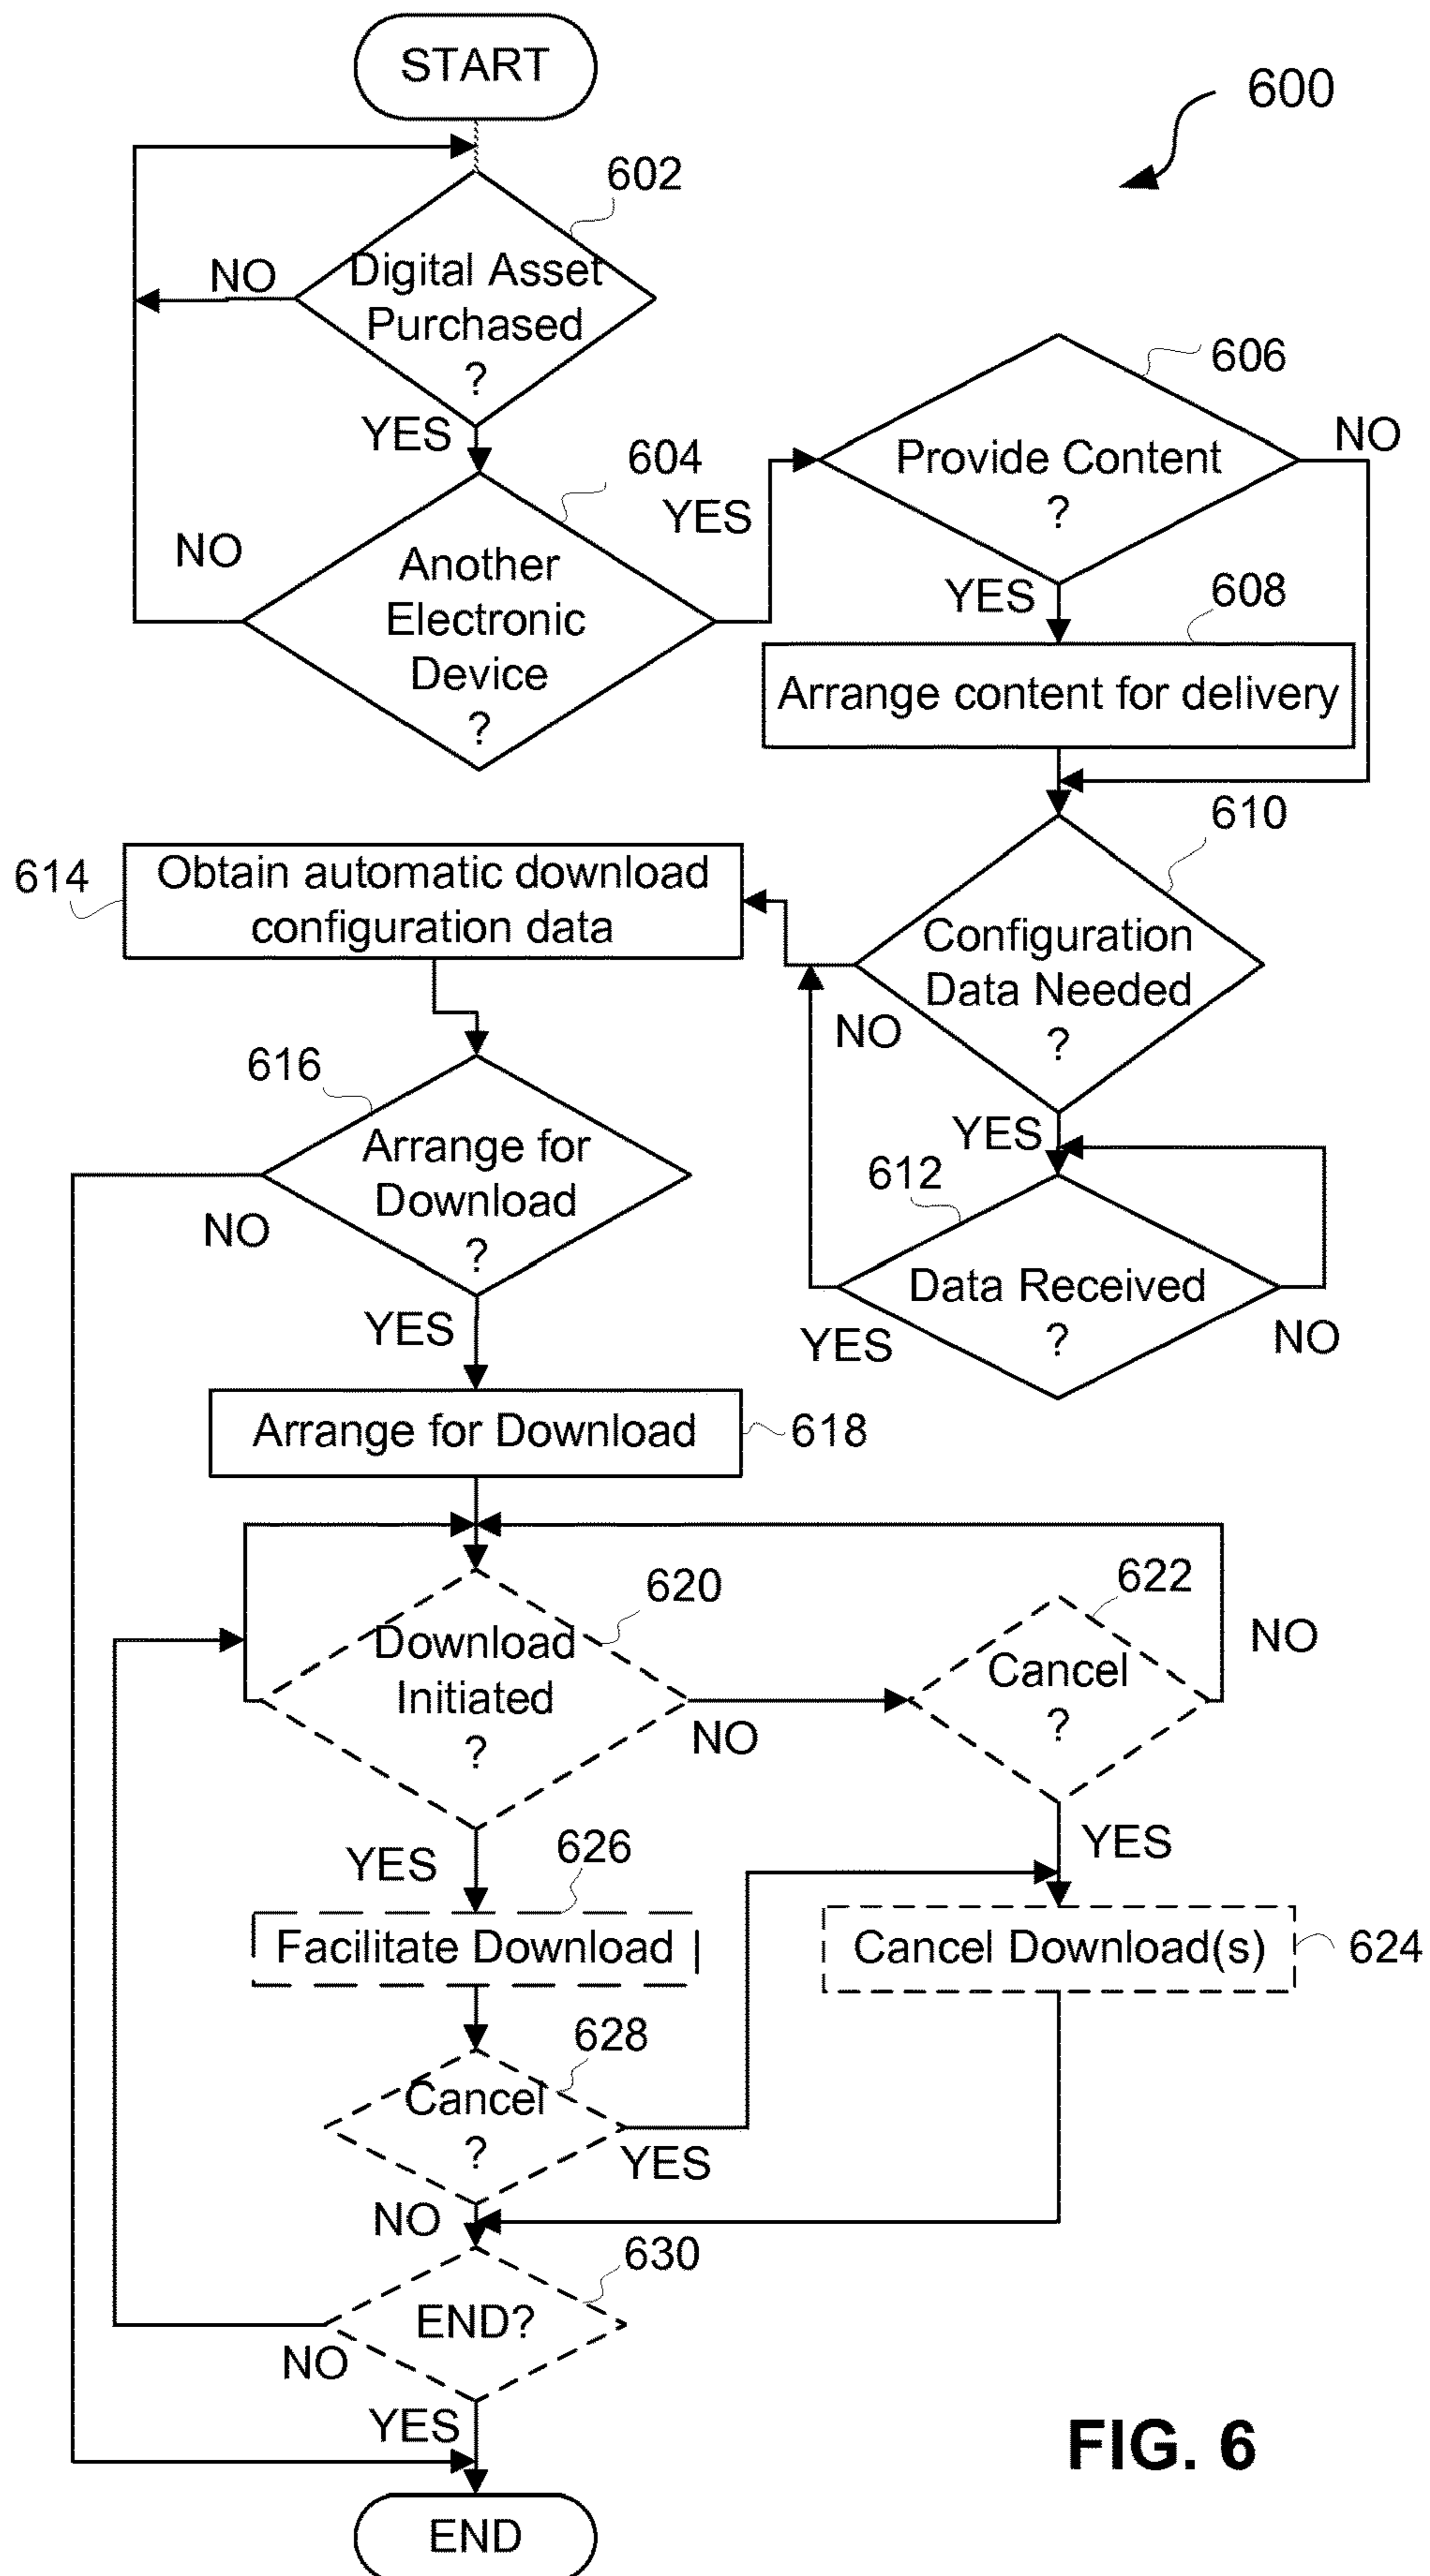 START
600
602
NO
Digital Asset
Purchased
?
YES
604
NO
Another
Electronic
Device
?
YES
606
NO
Provide Content
?
YES
608
Arrange content for delivery
610
Configuration
Data Needed
?
NO
YES
612
Data Received
?
YES
NO
614
Obtain automatic download
configuration data
616
Arrange for
Download
?
NO
YES
Arrange for Download
618
620
Download
Initiated
?
NO
622
Cancel
?
NO
YES
YES
626
Facilitate Download
Cancel Download(s)
624
628
Cancel
?
YES
NO
630
END?
NO
YES
END
FIG. 6